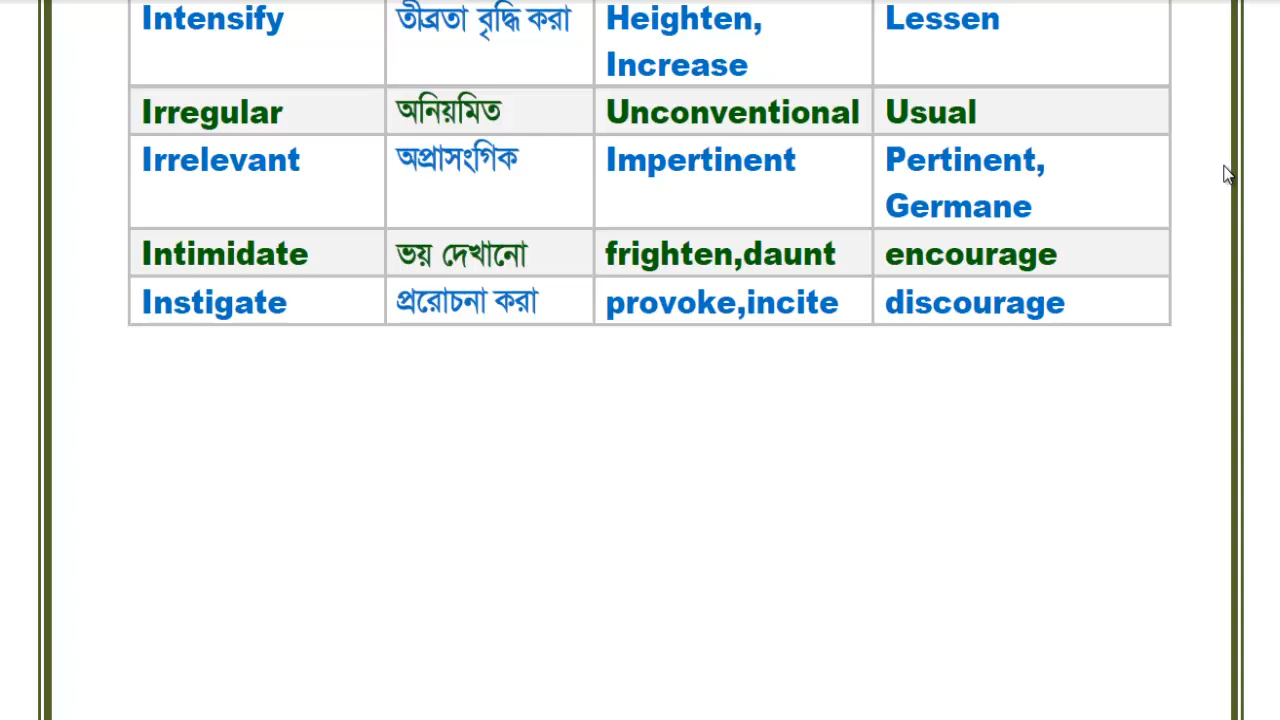 Intensify তীব্রতা বৃদ্ধি করা Heighten, Lessen
Increase
Irregular অনিয়মিত Unconventional Usual
Irrelevant অপ্রাসংগিক Impertinent Pertinent,
Germane
Intimidate ভয় দেখানো frighten,daunt encourage
Instigate প্ররোচনা করা provoke,incite discourage